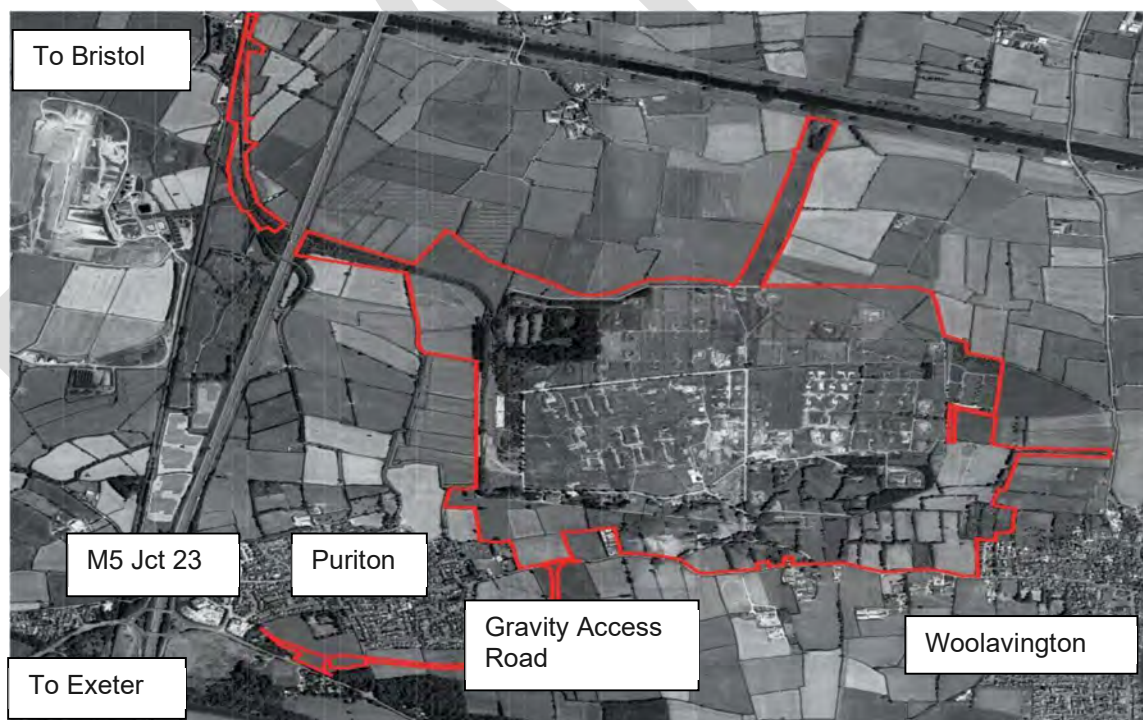 To Bristol
M5 Jct 23
Puriton
Gravity Access
Road
Woolavington
To Exeter